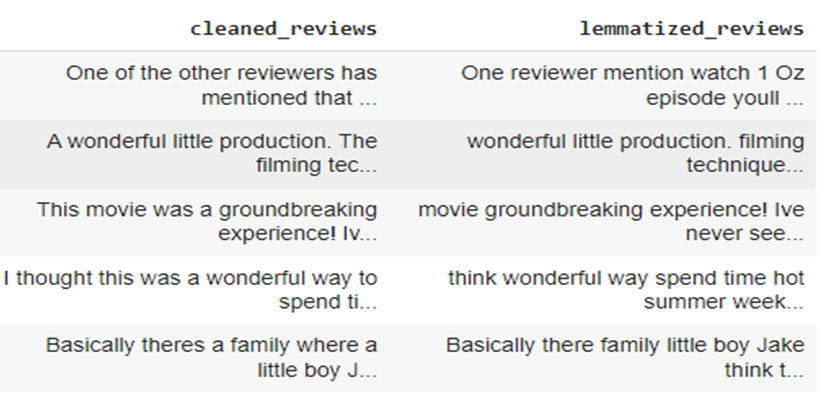 cleaned_reviews lemmatized_reviews
One of the other reviewers has One reviewer mention watch 1 Oz
mentioned that ... episode youll ...
A wonderful little production. The wonderful little production. filming
filming tec... technique...
This movie was a groundbreaking movie groundbreaking experience! Ive
experience! Iv... never see...
I thought this was a wonderful way to think wonderful way spend time hot
spend ti... summer week...
Basically theres a family where a Basically there family little boy Jake
little boy J... think t...